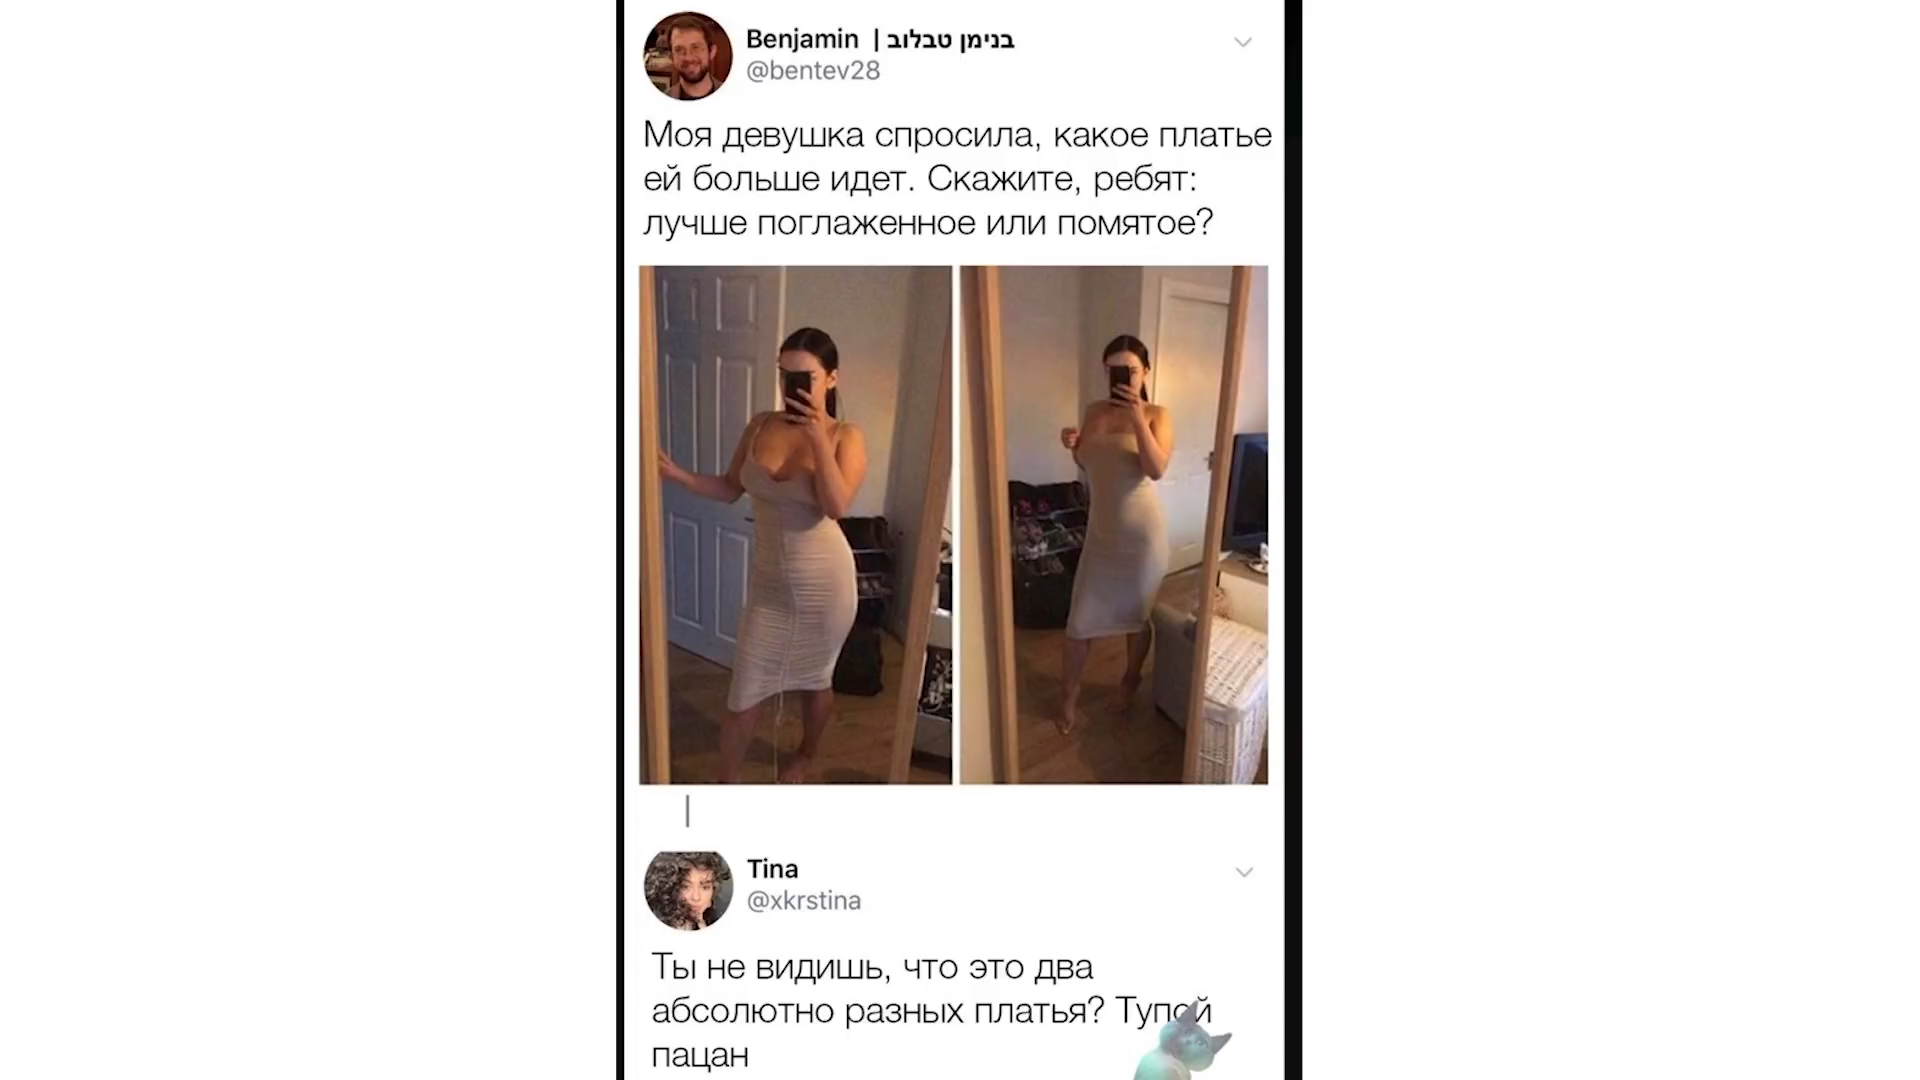 Benjamin | בנימן טבלוב
@bentev28
Моя девушка спросила, какое платье
ей больше идет. Скажите, ребят:
лучше поглаженное или помятое?
Tina
@xkrstina
Ты не видишь, что это два
абсолютно разных платья? Тупой
пацан